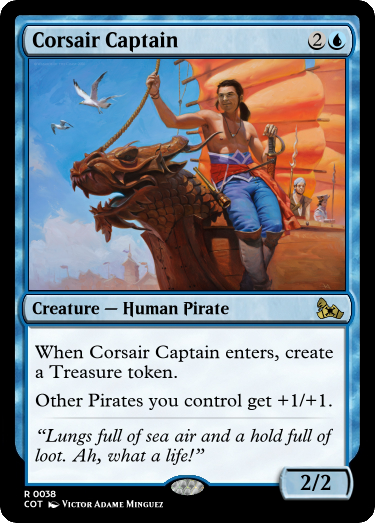 Corsair Captain 2
Creature — Human Pirate
When Corsair Captain enters, create
a Treasure token.
Other Pirates you control get +1/+1.
“Lungs full of sea air and a hold full of
loot. Ah, what a life!”
2/2
R 0038
COT Victor Adame Minguez